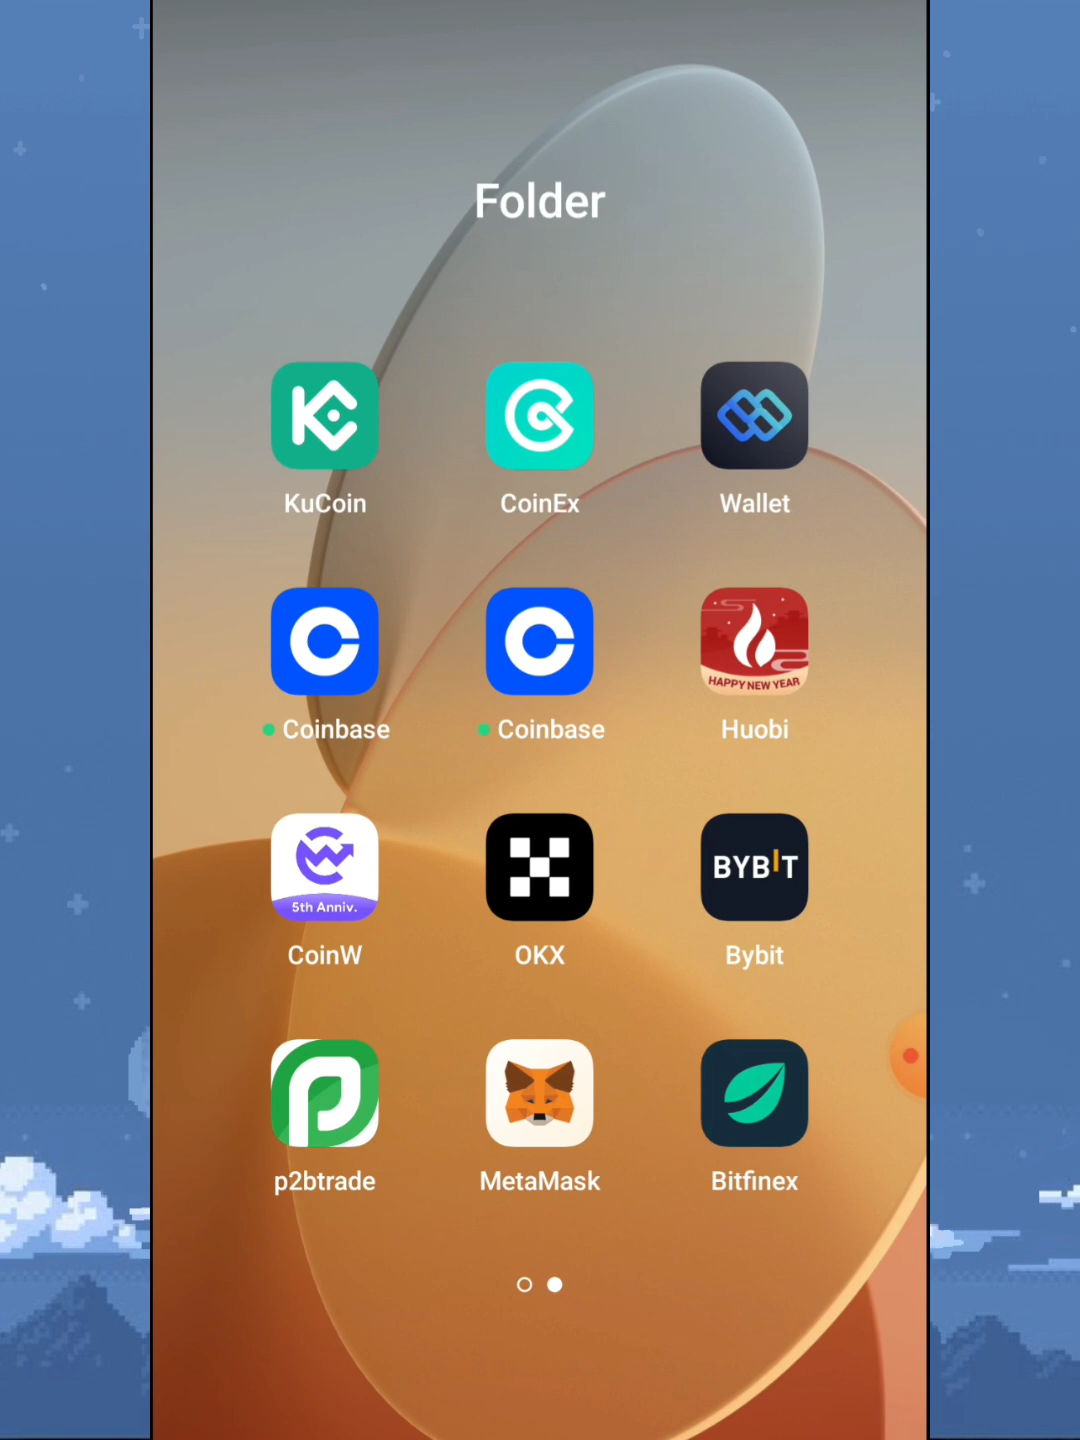 Folder
KuCoin
CoinEx
Wallet
Coinbase
Coinbase
HAPPY NEW YEAR
Huobi
5th Anniv.
CoinW
OKX
BYBIT
Bybit
p2btrade
MetaMask
Bitfinex